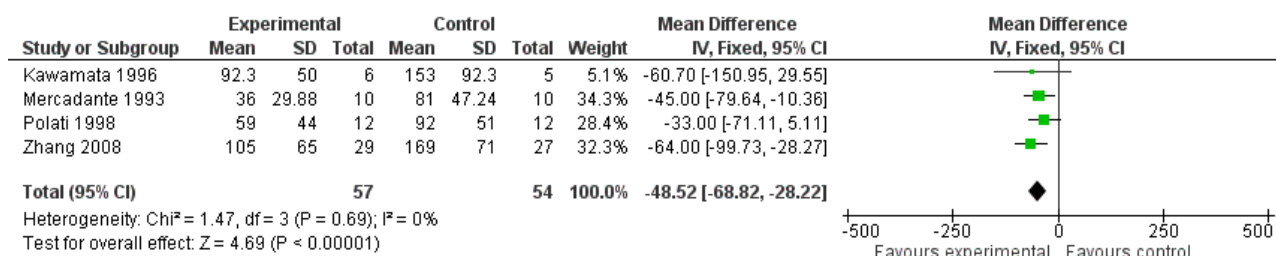 Experimental Control Mean Difference Mean Difference
Study or Subgroup Mean SD Total Mean SD Total Weight IV, Fixed, 95% CI IV, Fixed, 95% CI
Kawamata 1996 92.3 50 6 153 92.3 5 5.1% -60.70 [-150.95, 29.55]
Mercadante 1993 36 29.88 10 81 47.24 10 34.3% -45.00 [-79.64, -10.36]
Polati 1998 59 44 12 92 51 12 28.4% -33.00 [-71.11, 5.11]
Zhang 2008 105 65 29 169 71 27 32.3% -64.00 [-99.73, -28.27]
Total (95% CI) 57 54 100.0% -48.52 [-68.82, -28.22]
Heterogeneity: Chi² = 1.47, df = 3 (P = 0.69); I² = 0%
Test for overall effect: Z = 4.69 (P < 0.00001)
-500 -250 0 250 500
Favours experimental Favours control